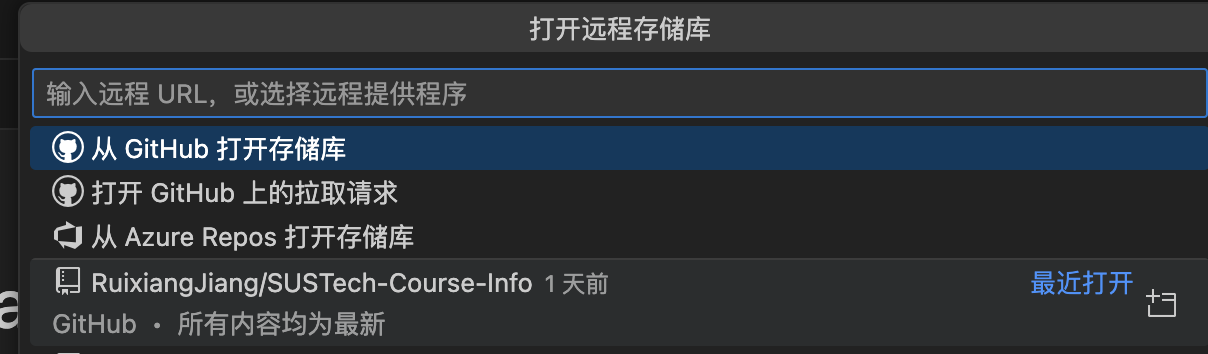 打开远程存储库
输入远程 URL，或选择远程提供程序
从 GitHub 打开存储库
打开 GitHub 上的拉取请求
从 Azure Repos 打开存储库
RuixiangJiang/SUSTech-Course-Info 1 天前 最近打开
GitHub • 所有内容均为最新